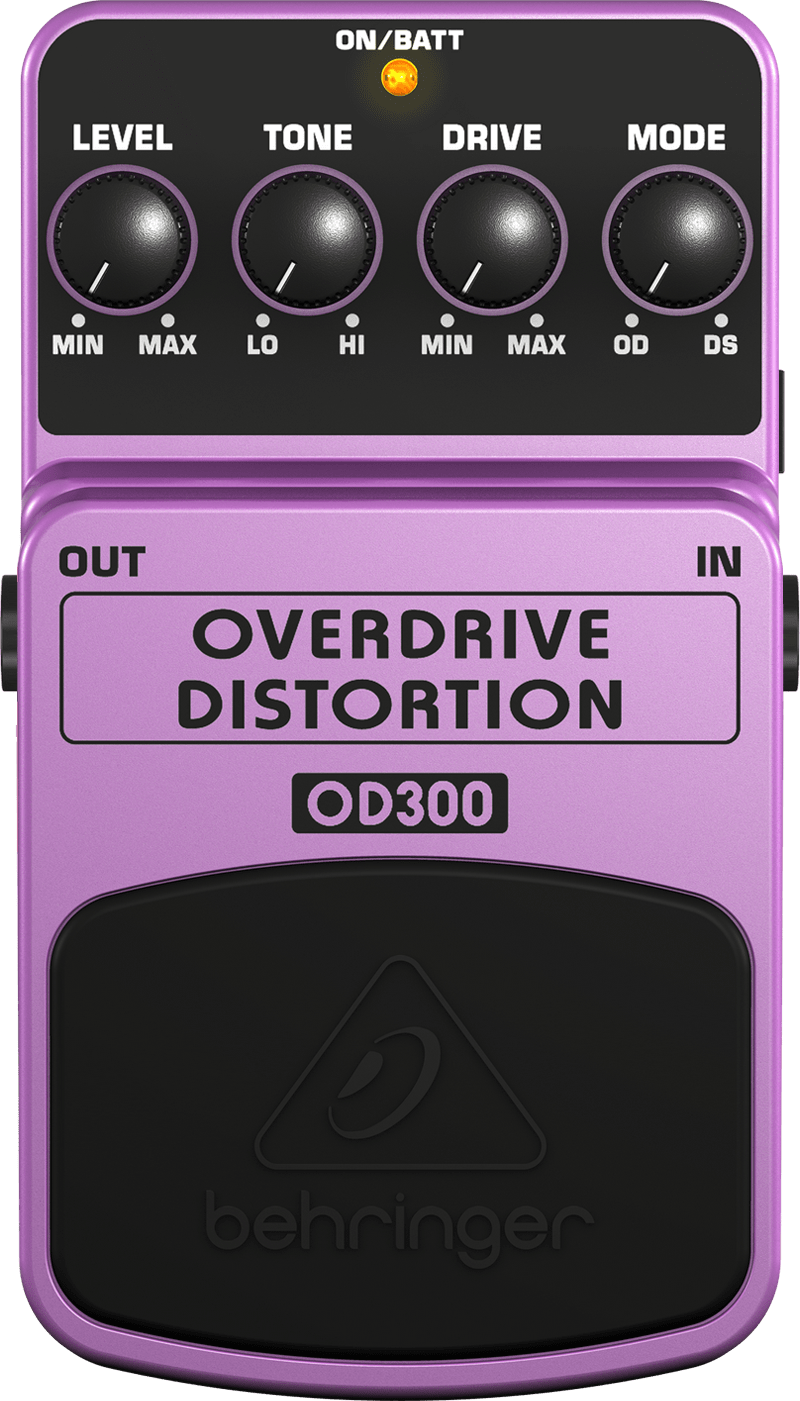 ON/BATT
LEVEL TONE DRIVE MODE
MIN MAX LO HI MIN MAX OD DS
OUT IN
OVERDRIVE
DISTORTION
OD300
behringer